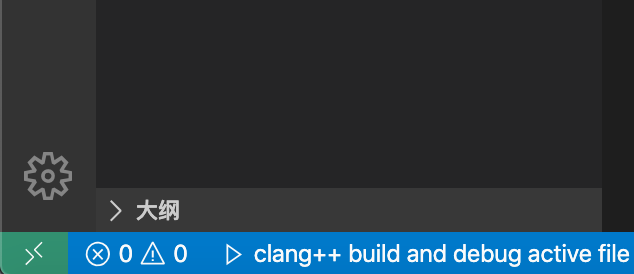 大纲
0 0 clang++ build and debug active file